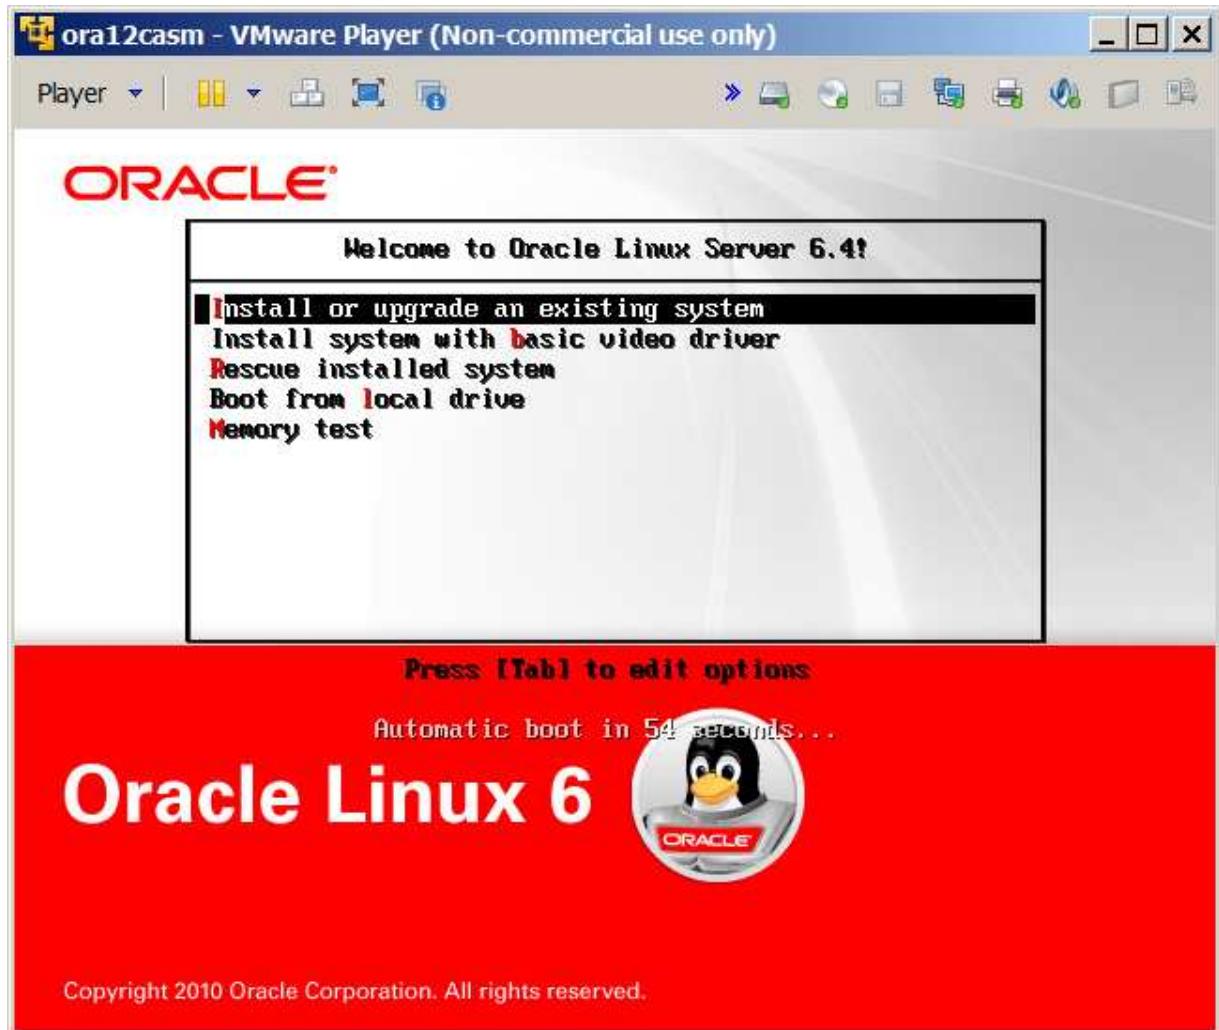 ora12casm - VMware Player (Non-commercial use only)
Player
ORACLE
Welcome to Oracle Linux Server 6.4!
Install or upgrade an existing system
Install system with basic video driver
Rescue installed system
Boot from local drive
Memory test
Press [Tab] to edit options
Automatic boot in 54 seconds...
Oracle Linux 6
ORACLE
Copyright 2010 Oracle Corporation. All rights reserved.